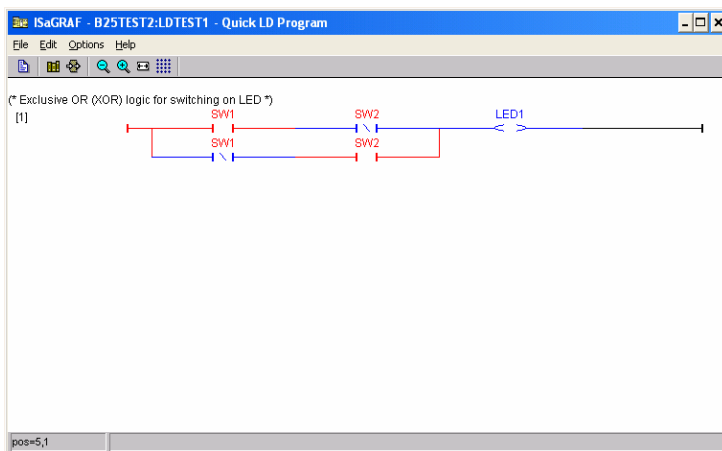 ISaGRAF - B25TEST2:LDTEST1 - Quick LD Program
File Edit Options Help
(* Exclusive OR (XOR) logic for switching on LED *)
[1] SW1 SW2 LED1
SW1 SW2
pos=5,1